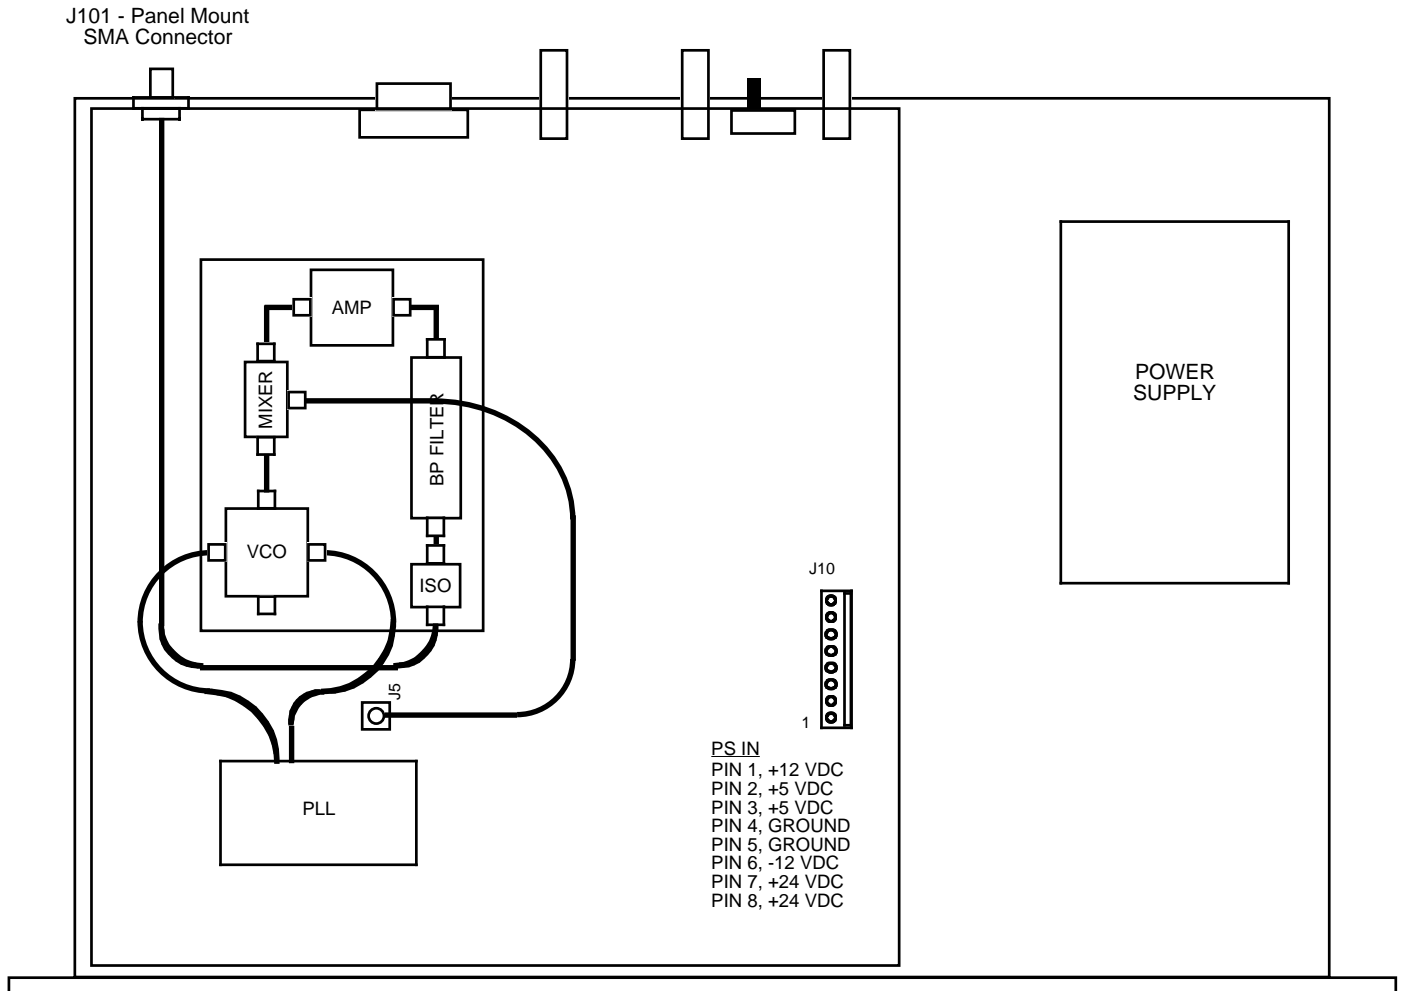 J101 - Panel Mount
SMA Connector
AMP
MIXER
BP FILTER
POWER
SUPPLY
VCO
ISO
J10
J5
1
PS IN
PIN 1, +12 VDC
PIN 2, +5 VDC
PIN 3, +5 VDC
PIN 4, GROUND
PIN 5, GROUND
PIN 6, -12 VDC
PIN 7, +24 VDC
PIN 8, +24 VDC
PLL